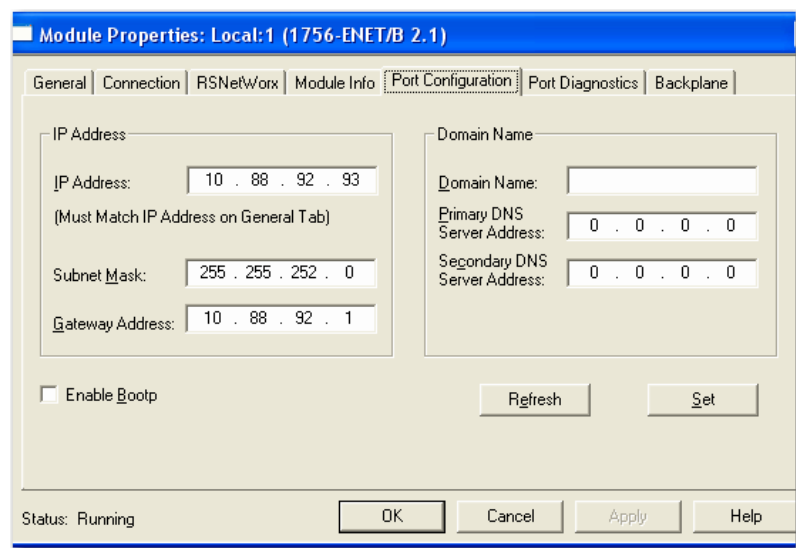 Module Properties: Local:1 (1756-ENET/B 2.1)
General Connection RSNetWorx Module Info Port Configuration Port Diagnostics Backplane
IP Address
IP Address: 10 . 88 . 92 . 93
(Must Match IP Address on General Tab)
Subnet Mask: 255 . 255 . 252 . 0
Gateway Address: 10 . 88 . 92 . 1
Domain Name
Domain Name:
Primary DNS
Server Address: 0 . 0 . 0 . 0
Secondary DNS
Server Address: 0 . 0 . 0 . 0
Enable Bootp
Refresh Set
Status: Running OK Cancel Apply Help